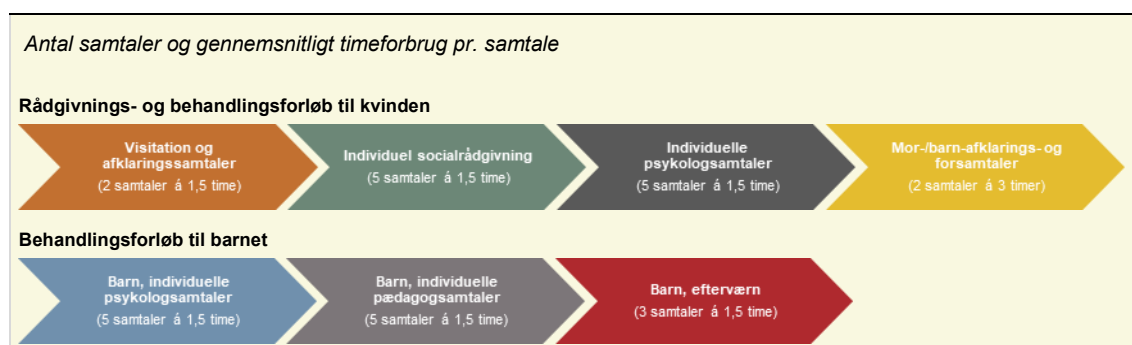 Antal samtaler og gennemsnitligt timeforbrug pr. samtale
Rådgivnings- og behandlingsforløb til kvinden
Visitation og
afklaringssamtaler
(2 samtaler á 1,5 time)
Individuel socialrådgivning
(5 samtaler á 1,5 time)
Individuelle
psykologsamtaler
(5 samtaler á 1,5 time)
Mor-/barn-afklarings- og
forsamtaler
(2 samtaler á 3 timer)
Behandlingsforløb til barnet
Barn, individuelle
psykologsamtaler
(5 samtaler á 1,5 time)
Barn, individuelle
pædagogsamtaler
(5 samtaler á 1,5 time)
Barn, efterværn
(3 samtaler á 1,5 time)